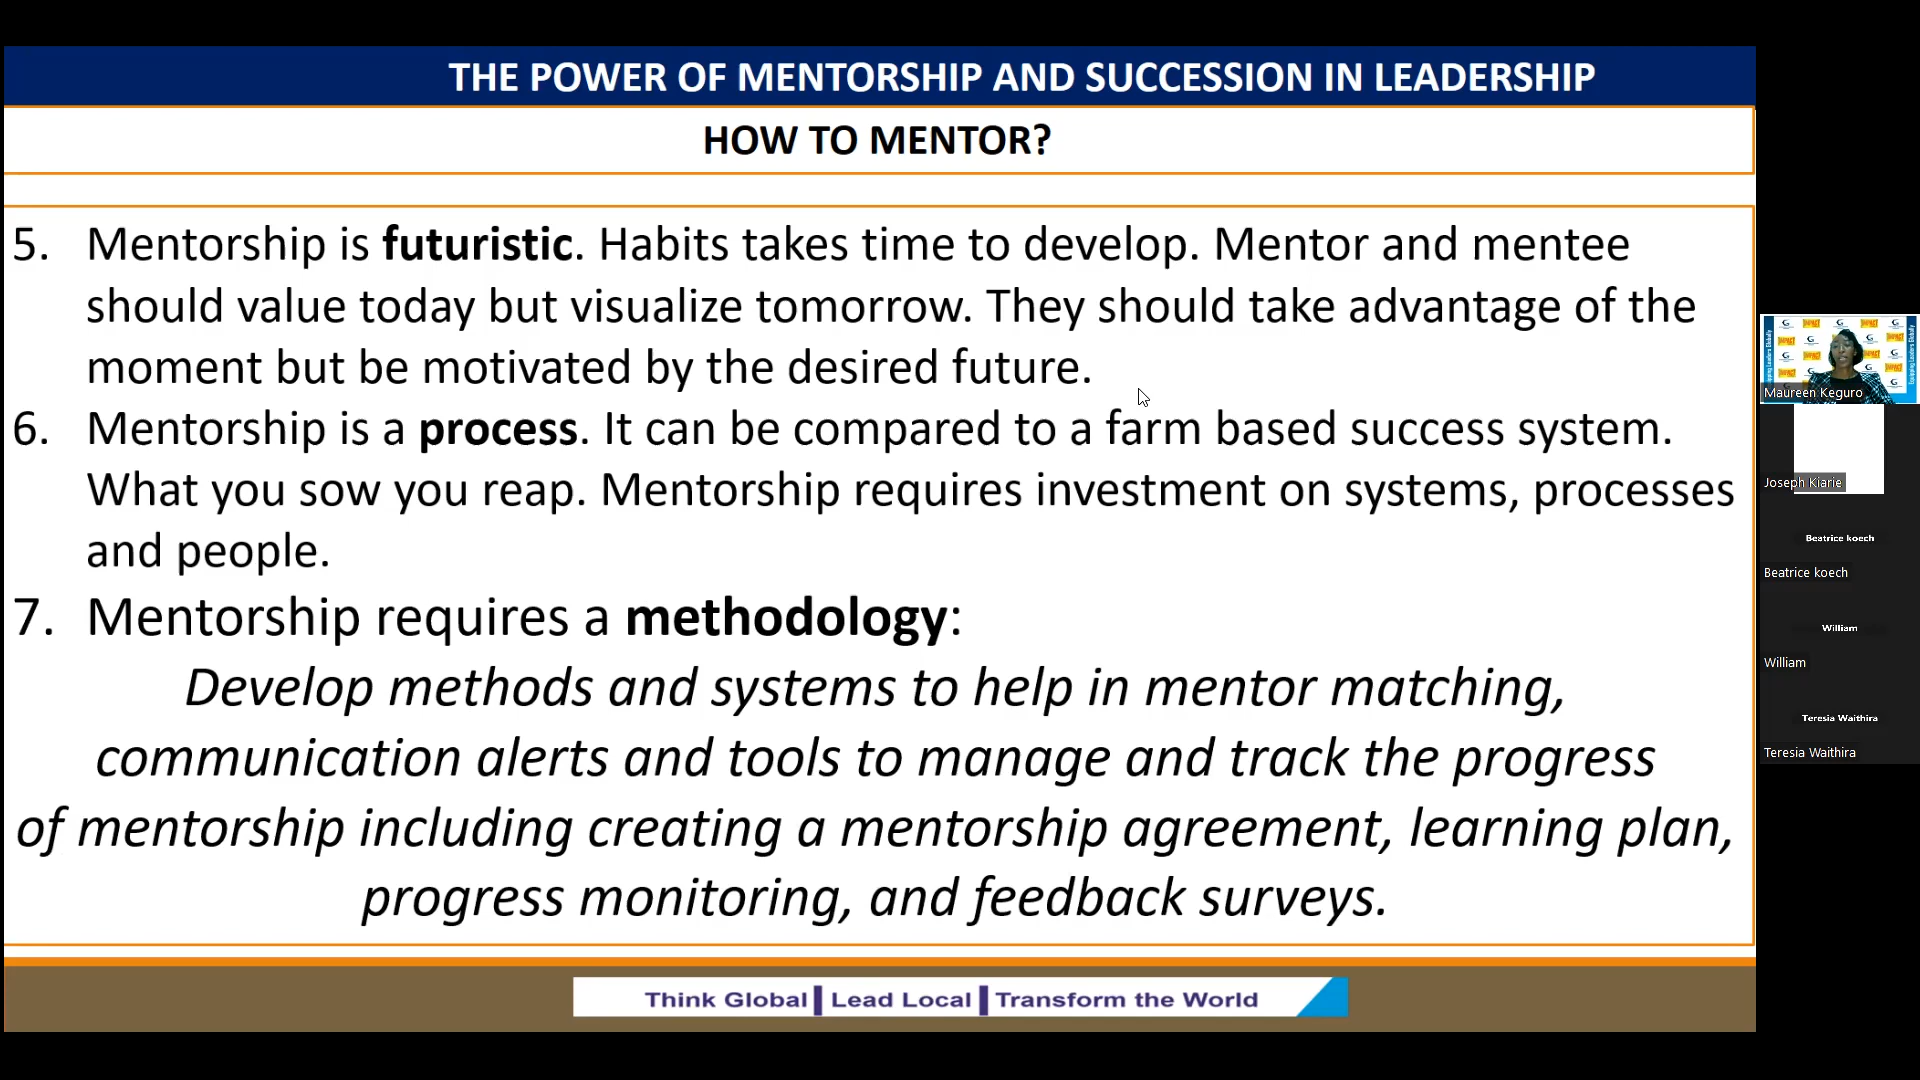 THE POWER OF MENTORSHIP AND SUCCESSION IN LEADERSHIP
HOW TO MENTOR?
5. Mentorship is futuristic. Habits takes time to develop. Mentor and mentee
should value today but visualize tomorrow. They should take advantage of the
moment but be motivated by the desired future.
6. Mentorship is a process. It can be compared to a farm based success system.
What you sow you reap. Mentorship requires investment on systems, processes
and people.
7. Mentorship requires a methodology:
Develop methods and systems to help in mentor matching,
communication alerts and tools to manage and track the progress
of mentorship including creating a mentorship agreement, learning plan,
progress monitoring, and feedback surveys.
Think Global Lead Local Transform the World
Maureen Keguro
Joseph Kiarie
Beatrice koech
Beatrice koech
William
William
Teresia Waithira
Teresia Waithira